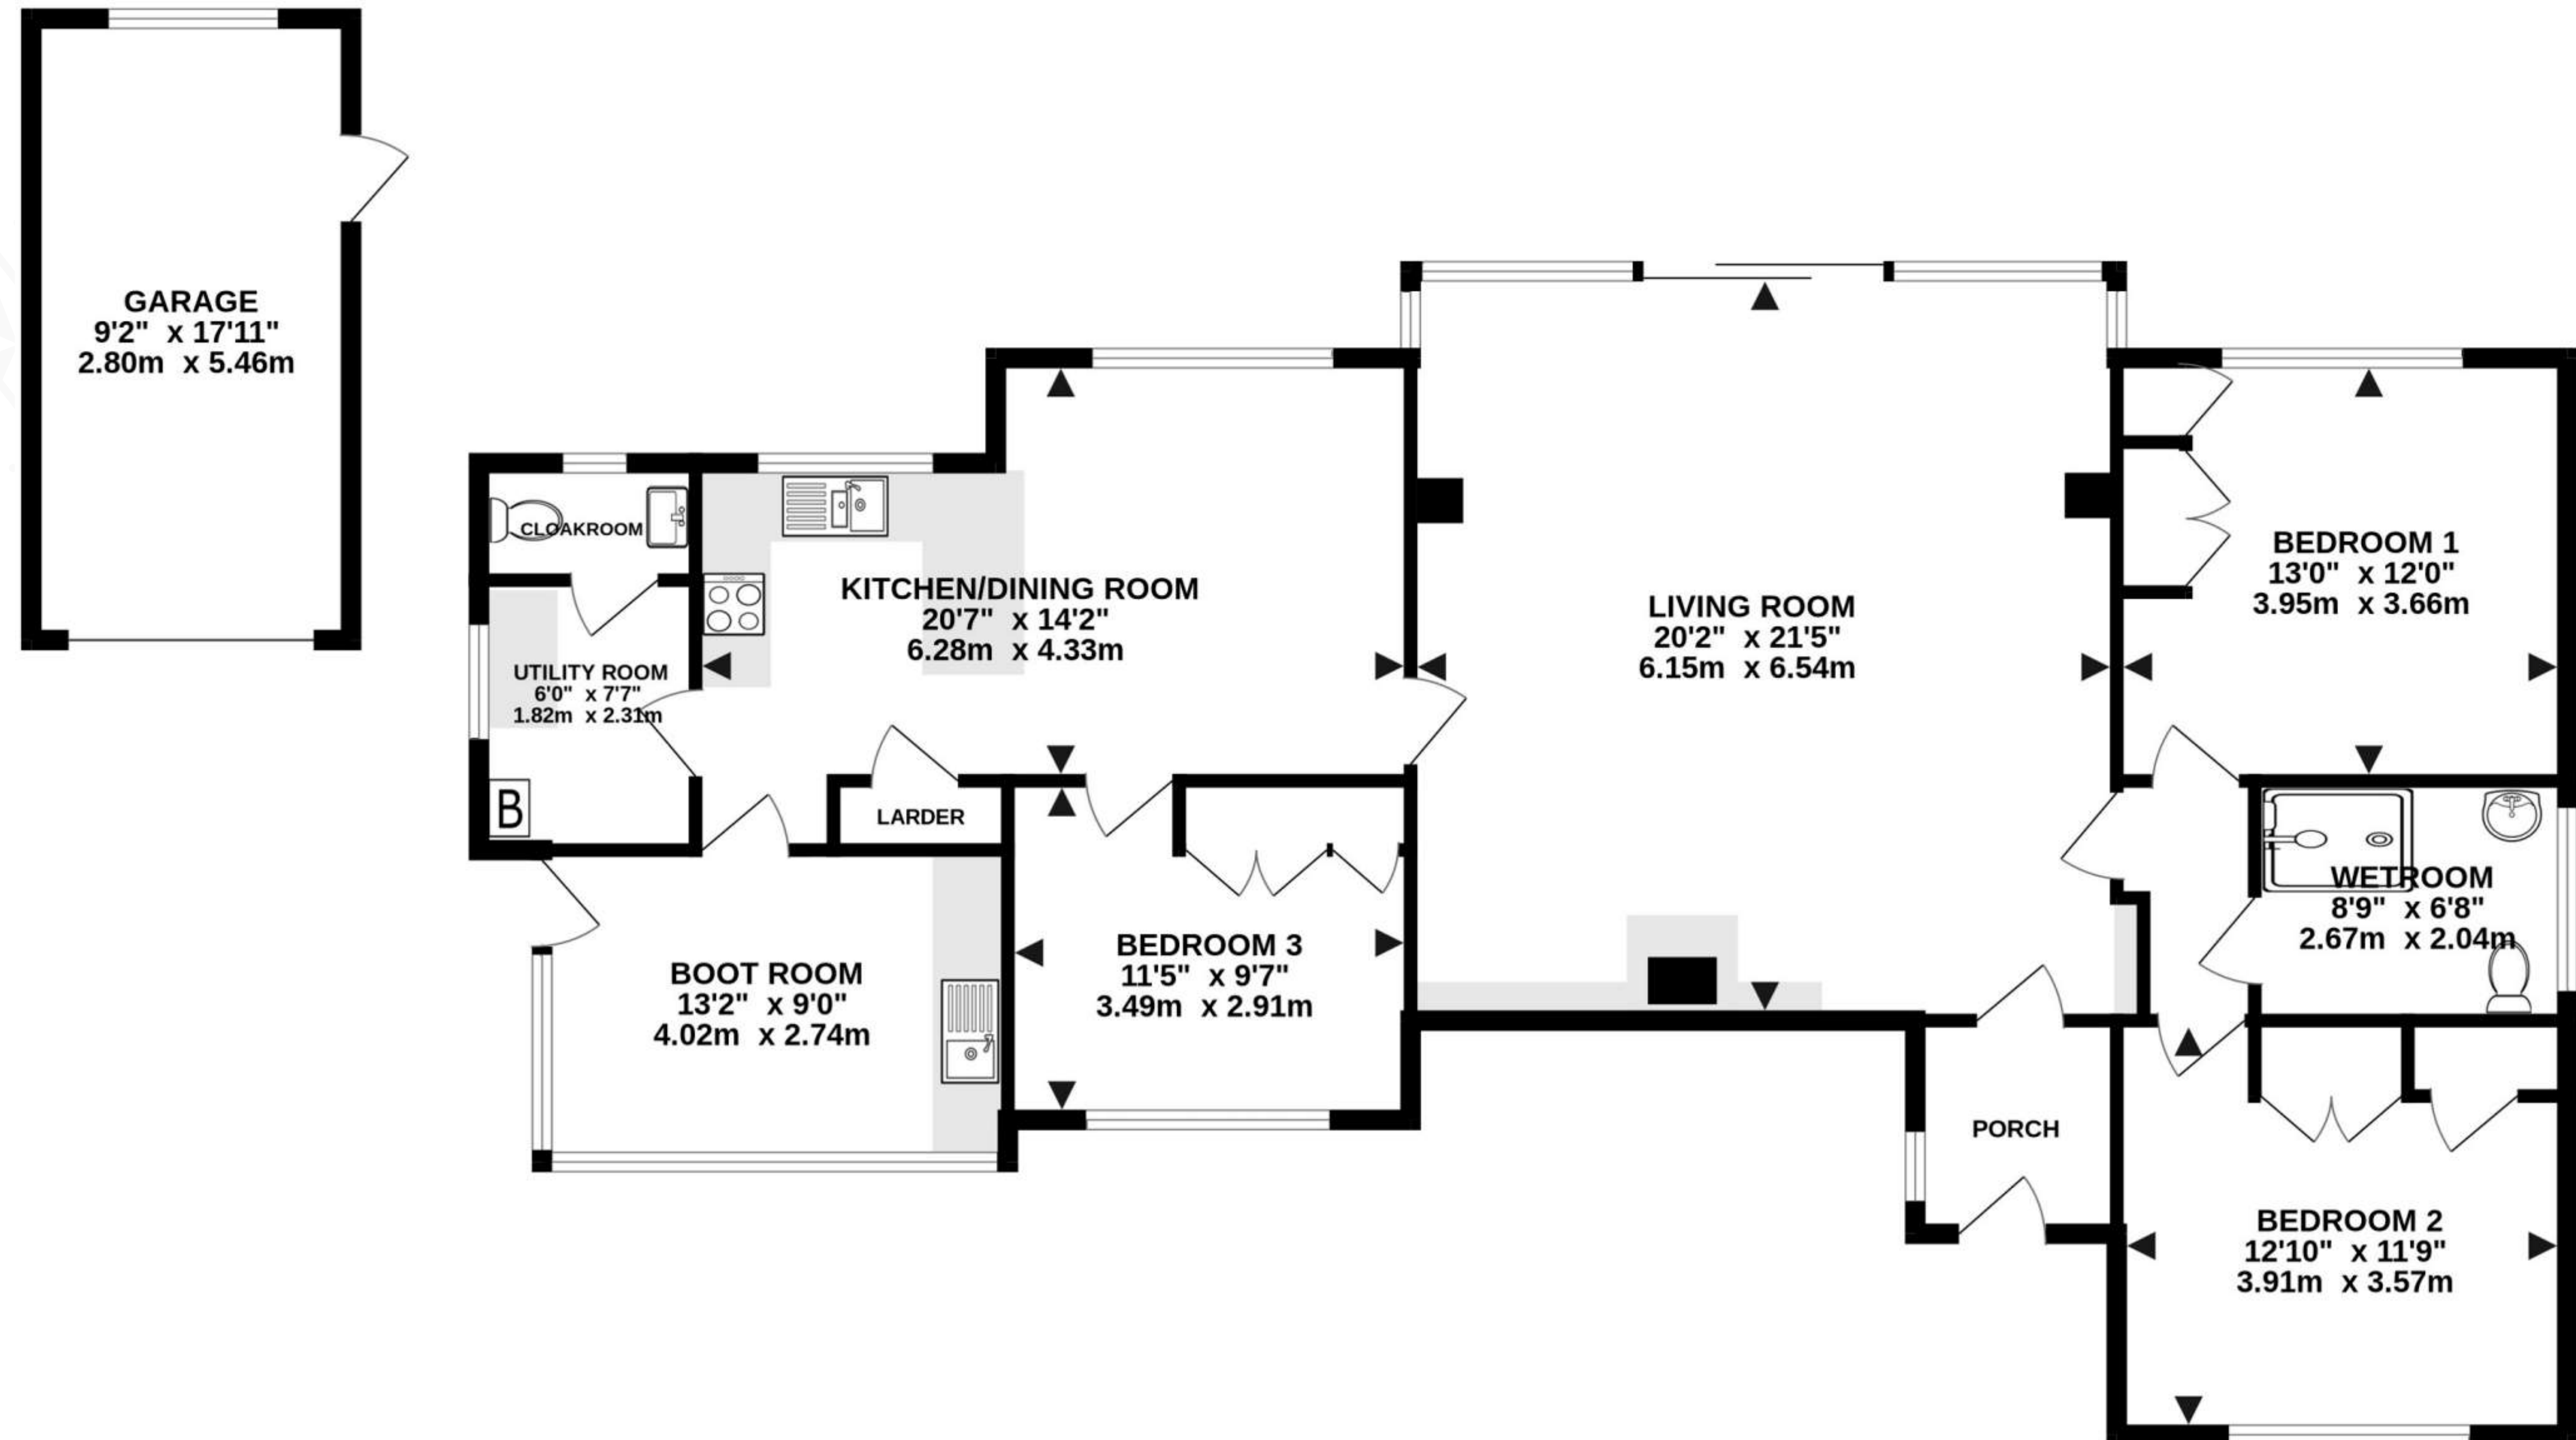 GARAGE
9'2" x 17'11"
2.80m x 5.46m
CLOAKROOM
UTILITY ROOM
6'0" x 7'7"
1.82m x 2.31m
B
KITCHEN/DINING ROOM
20'7" x 14'2"
6.28m x 4.33m
LARDER
BOOT ROOM
13'2" x 9'0"
4.02m x 2.74m
BEDROOM 3
11'5" x 9'7"
3.49m x 2.91m
LIVING ROOM
20'2" x 21'5"
6.15m x 6.54m
BEDROOM 1
13'0" x 12'0"
3.95m x 3.66m
WETROOM
8'9" x 6'8"
2.67m x 2.04m
PORCH
BEDROOM 2
12'10" x 11'9"
3.91m x 3.57m